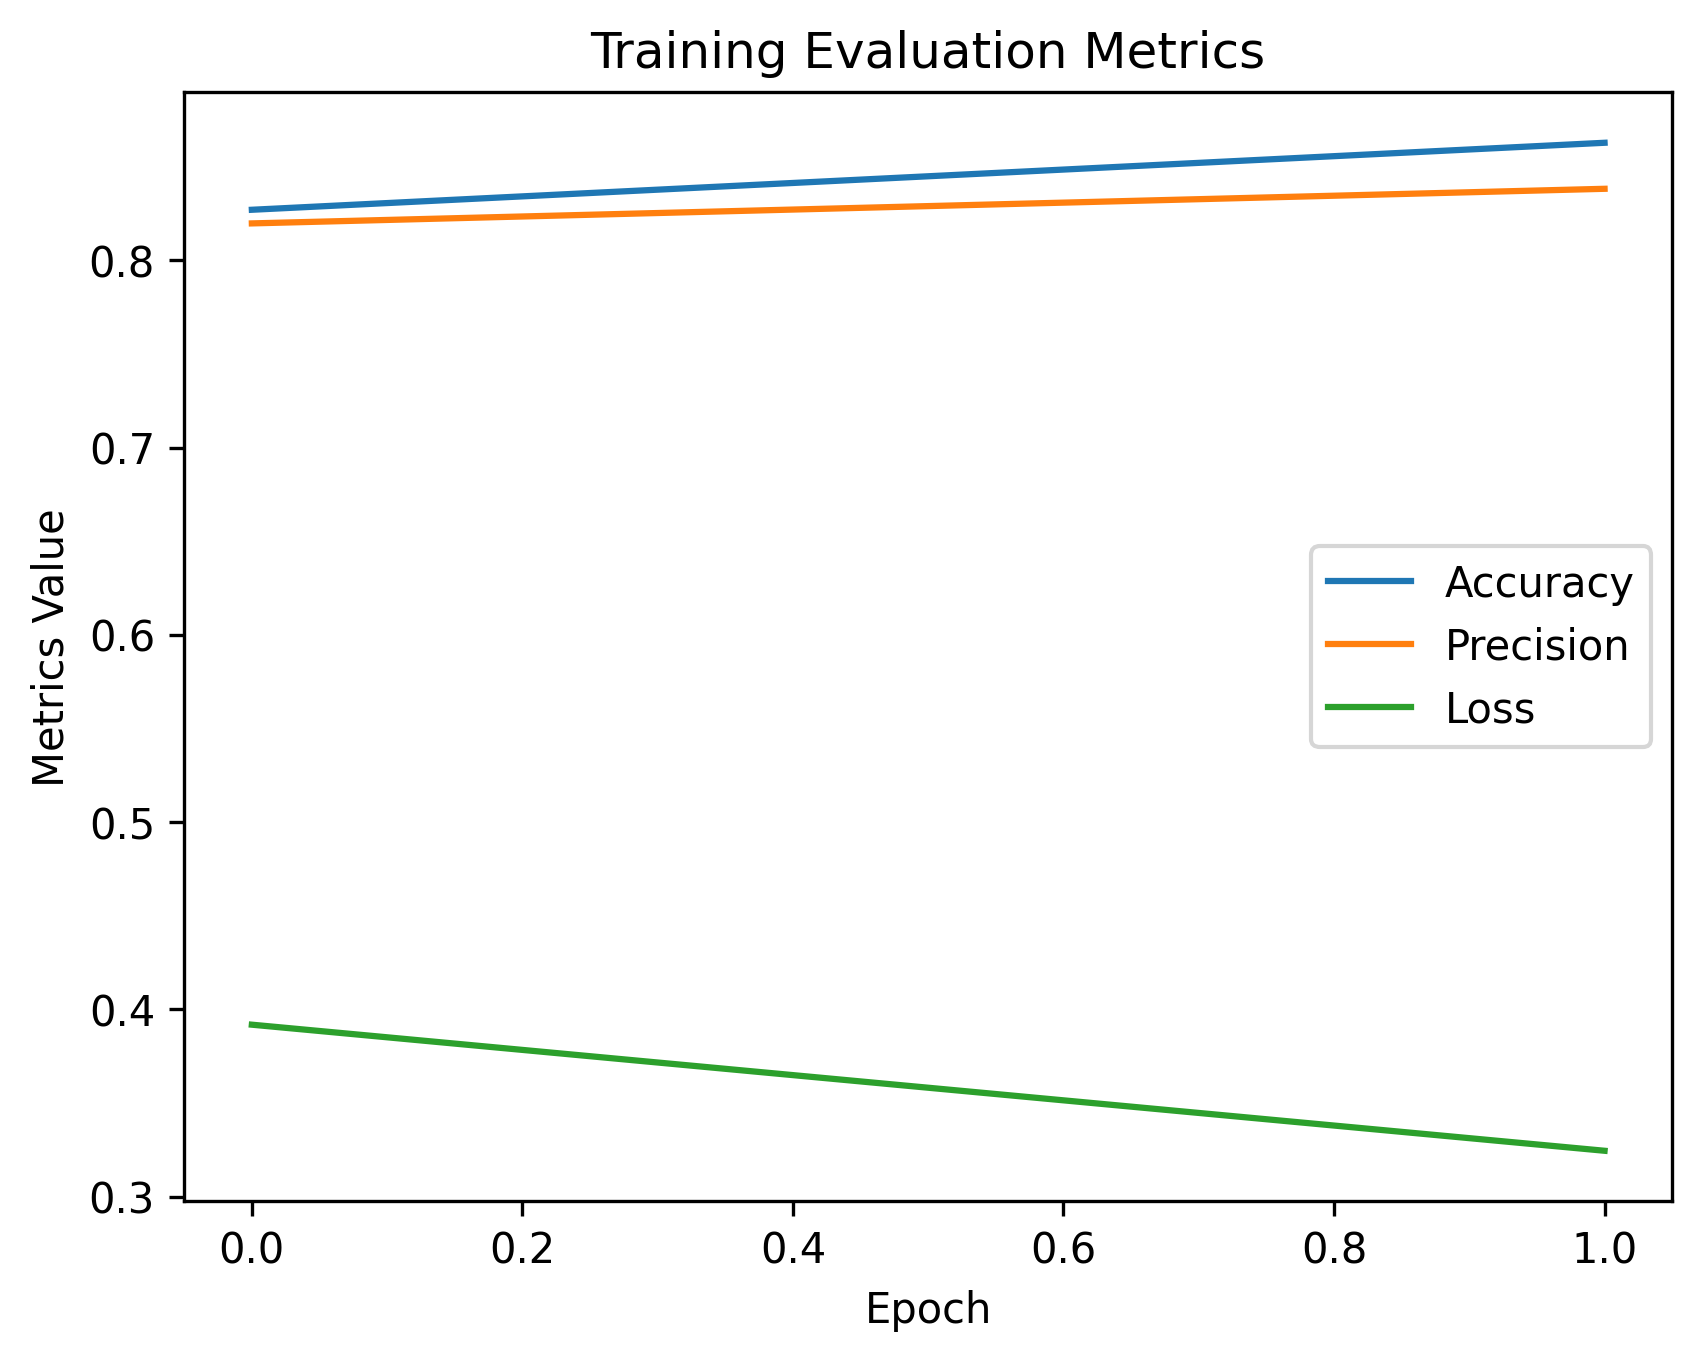 Training Evaluation Metrics
Metrics Value
0.8
0.7
0.6
0.5
0.4
0.3
Accuracy
Precision
Loss
0.0 0.2 0.4 0.6 0.8 1.0
Epoch